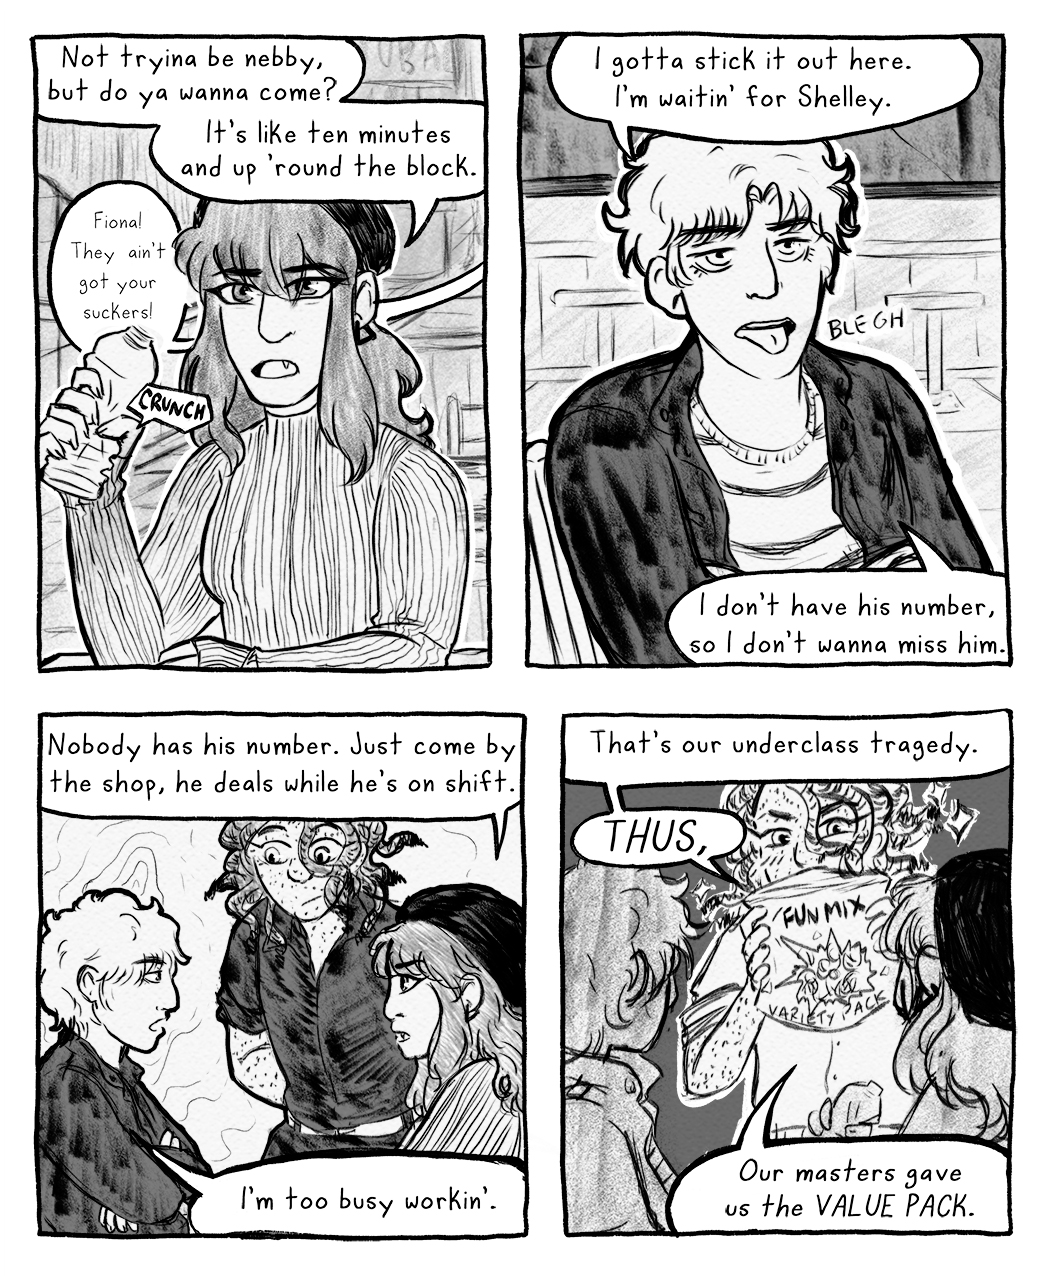 Not tryina be nebby,
but do ya wanna come?
It's like ten minutes
and up 'round the block.
Fiona!
They ain't
got your
suckers!
CRUNCH
I gotta stick it out here.
I'm waitin' for Shelley.
BLEGH
I don't have his number,
so I don't wanna miss him.
Nobody has his number. Just come by
the shop, he deals while he's on shift.
I'm too busy workin'.
That's our underclass tragedy.
THUS,
FUN MIX
VARIETY PACK
Our masters gave
us the VALUE PACK.